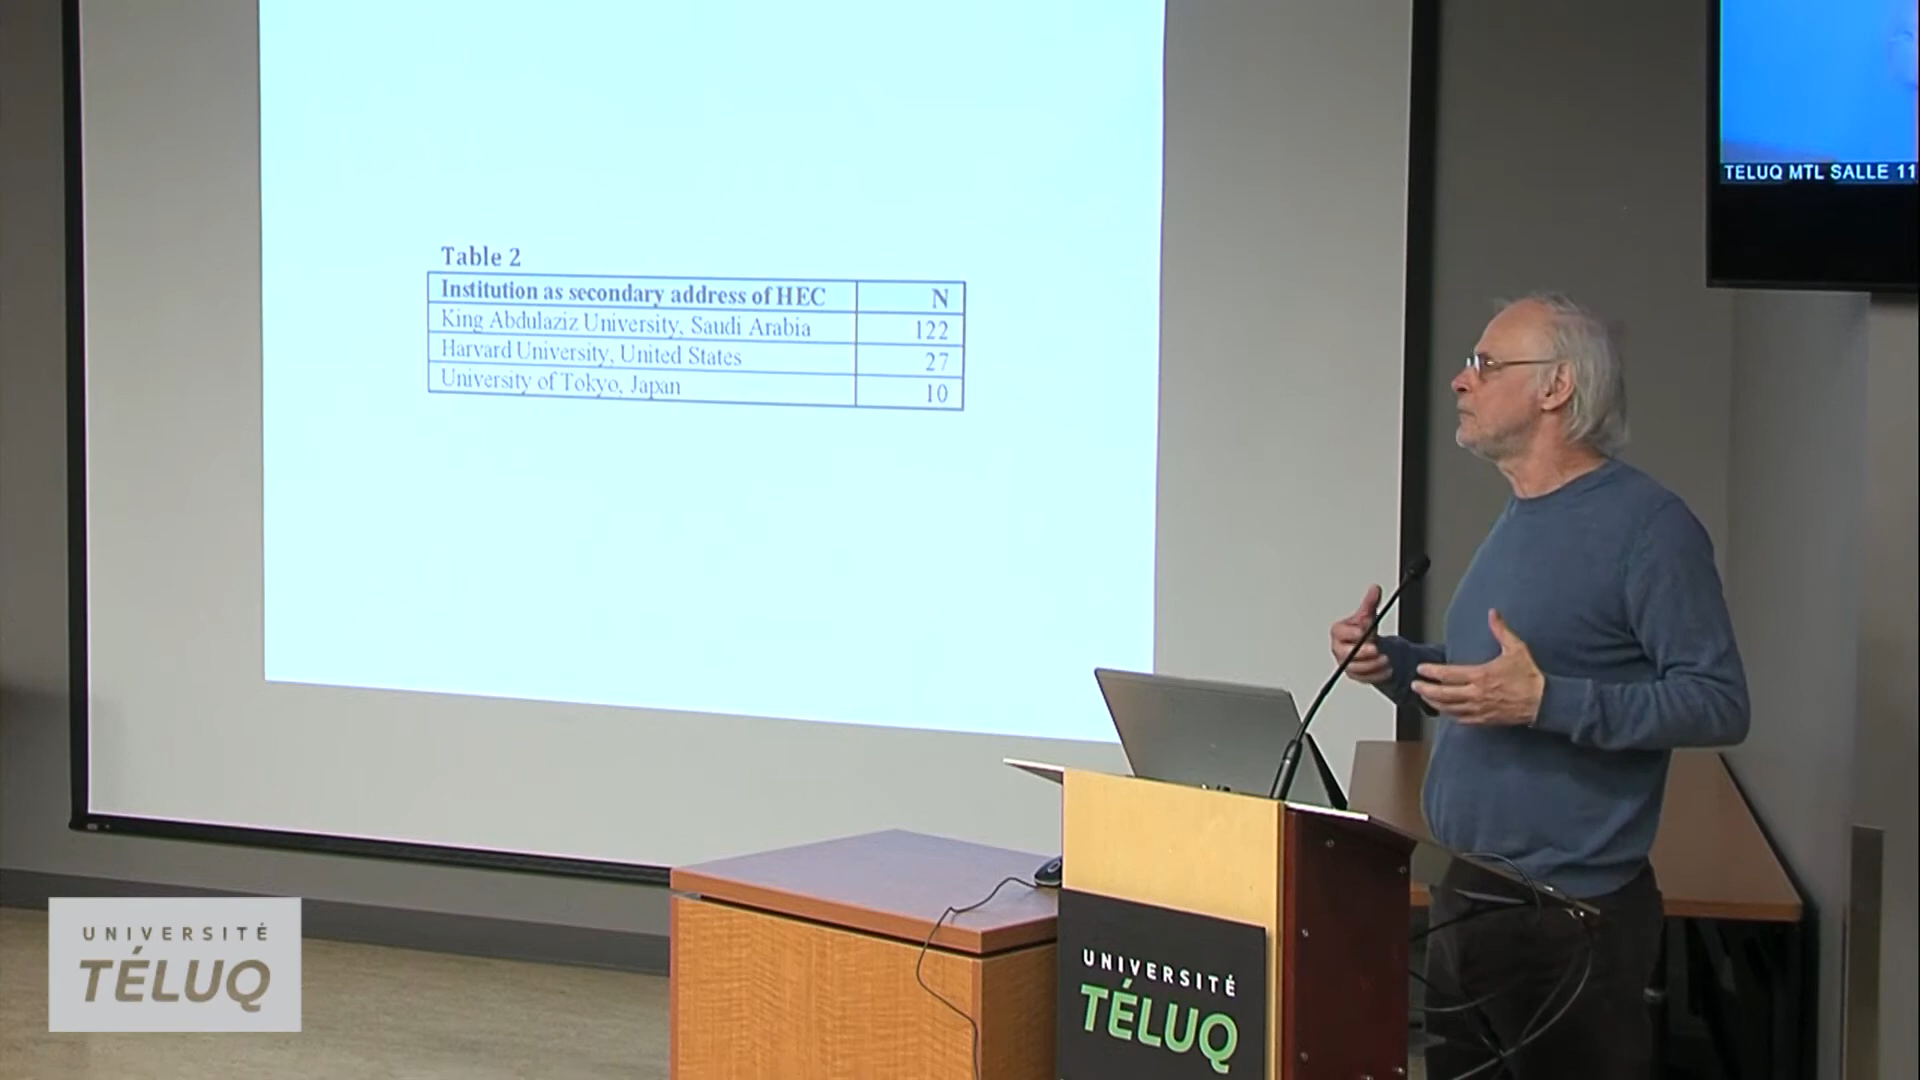 TELUQ MTL SALLE 11
Table 2
Institution as secondary address of HEC N
King Abdulaziz University, Saudi Arabia 122
Harvard University, United States 27
University of Tokyo, Japan 10
UNIVERSITÉ
TÉLUQ
UNIVERSITÉ
TÉLUQ